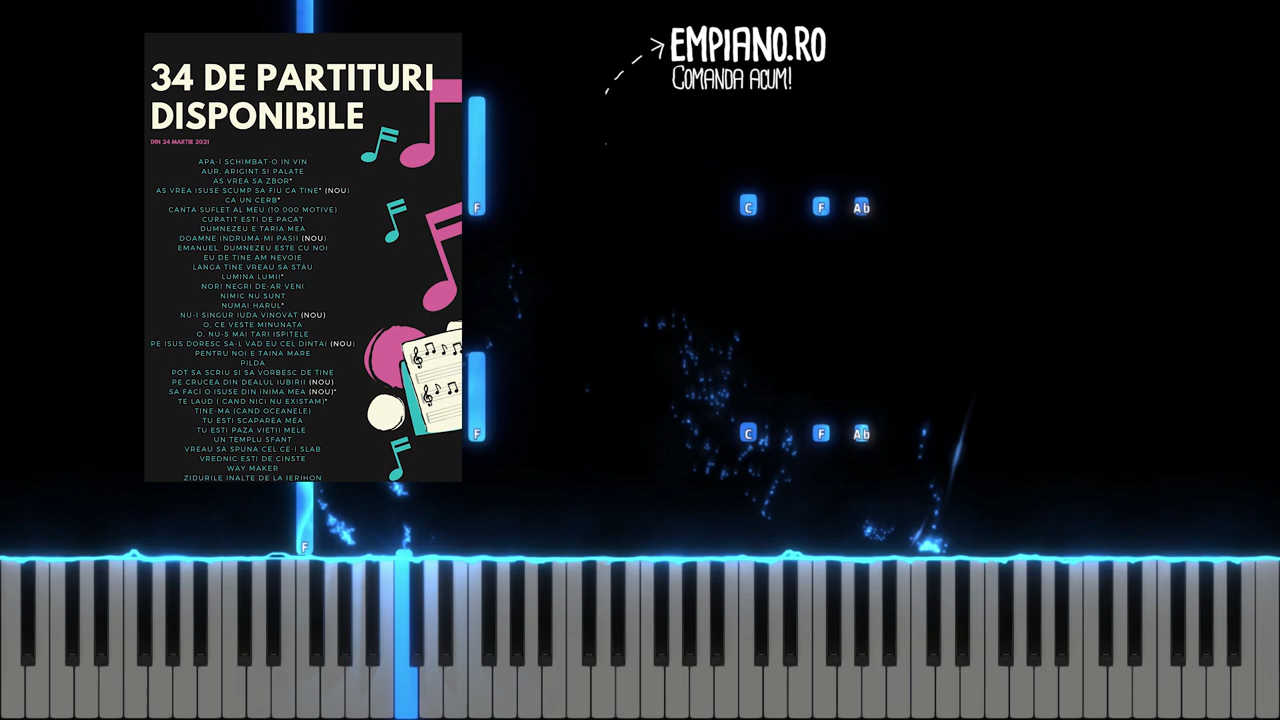 34 DE PARTITURI
DISPONIBILE
DIN 24 MARTIE 2021
APA-I SCHIMBAT-O IN VIN
AUR, ARIGINT SI PALATE
AS VREA SA ZBOR*
AS VREA ISUSE SCUMP SA FIU CA TINE* (NOU)
CA UN CERB*
CANTA SUFLET AL MEU (10 000 MOTIVE)
CURATIT ESTI DE PACAT
DUMNEZEU E TARIA MEA
DOAMNE INDRUMA-MI PASII (NOU)
EMANUEL, DUMNEZEU ESTE CU NOI
EU DE TINE AM NEVOIE
LANGA TINE VREAU SA STAU
LUMINA LUMII*
NORI NEGRI DE-AR VENI
NIMIC NU SUNT
NUMAI HARUL*
NU-I SINGUR IUDA VINOVAT (NOU)
O, CE VESTE MINUNATA
O, NU-S MAI TARI ISPITELE
PE ISUS DORESC SA-L VAD EU CEL DINTAI (NOU)
PENTRU NOI E TAINA MARE
PILDA
POT SA SCRIU SI SA VORBESC DE TINE
PE CRUCEA DIN DEALUL IUBIRII (NOU)
SA FACI O ISUSE DIN INIMA MEA (NOU)*
TE LAUD ( CAND NICI NU EXISTAM)*
TINE-MA (CAND OCEANELE)
TU ESTI SCAPAREA MEA
TU ESTI PAZA VIETII MELE
UN TEMPLU SFANT
VREAU SA SPUNA CEL CE-I SLAB
VREDNIC ESTI DE CINSTE
WAY MAKER
ZIDURILE INALTE DE LA IERIHON
EMPIANO.RO
COMANDA ACUM!
F
C F Ab
F
C F Ab
F